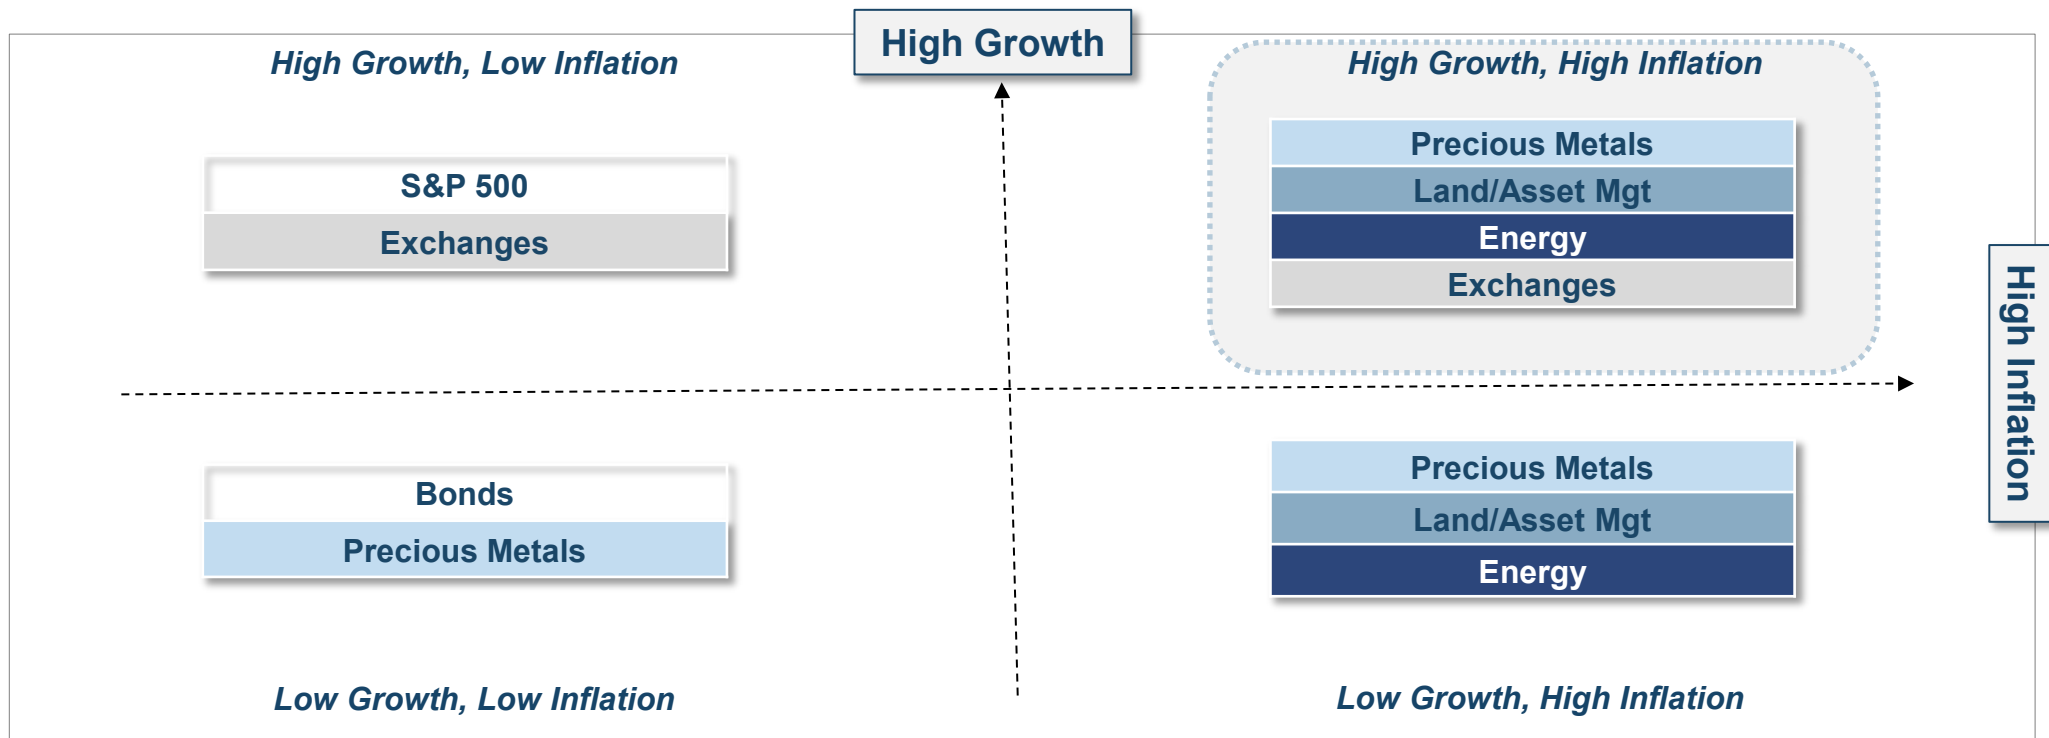 High Growth
High Growth, Low Inflation
S&P 500
Exchanges
High Growth, High Inflation
Precious Metals
Land/Asset Mgt
Energy
Exchanges
High Inflation
Bonds
Precious Metals
Low Growth, Low Inflation
Precious Metals
Land/Asset Mgt
Energy
Low Growth, High Inflation